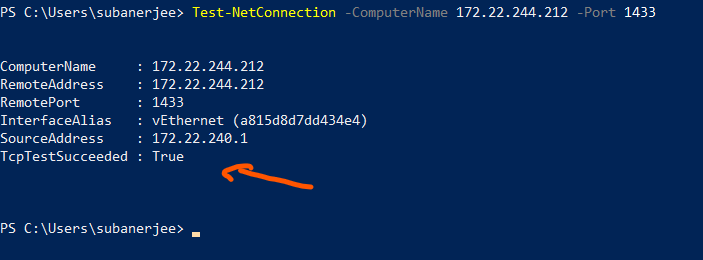 PS C:\Users\subanerjee> Test-NetConnection -ComputerName 172.22.244.212 -Port 1433
ComputerName : 172.22.244.212
RemoteAddress : 172.22.244.212
RemotePort : 1433
InterfaceAlias : vEthernet (a815d8d7dd434e4)
SourceAddress : 172.22.240.1
TcpTestSucceeded : True
PS C:\Users\subanerjee>